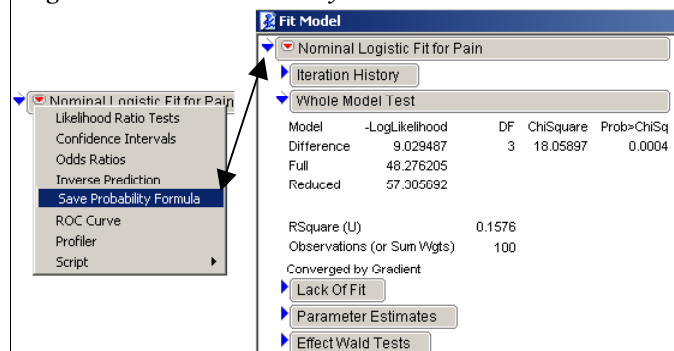 Fit Model
Nominal Logistic Fit for Pain
Iteration History
Whole Model Test
Model -LogLikelihood DF ChiSquare Prob>ChiSq
Difference 9.029487 3 18.05897 0.0004
Full 48.276205
Reduced 57.305692
RSquare (U) 0.1576
Observations (or Sum Wgts) 100
Converged by Gradient
Lack Of Fit
Parameter Estimates
Effect Wald Tests
Nominal Logistic Fit for Pain
Likelihood Ratio Tests
Confidence Intervals
Odds Ratios
Inverse Prediction
Save Probability Formula
ROC Curve
Profiler
Script